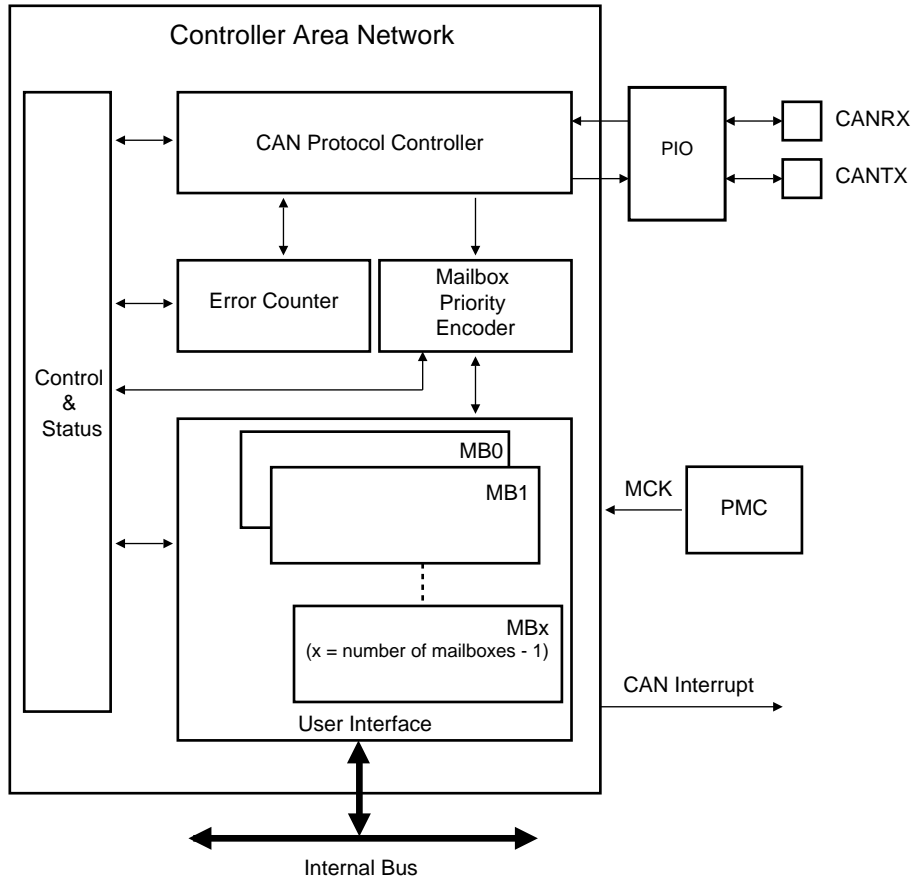 Controller Area Network
CAN Protocol Controller
PIO
CANRX
CANTX
Error Counter
Mailbox
Priority
Encoder
Control
&
Status
MB0
MB1
MCK
PMC
MBx
(x = number of mailboxes - 1)
CAN Interrupt
User Interface
Internal Bus